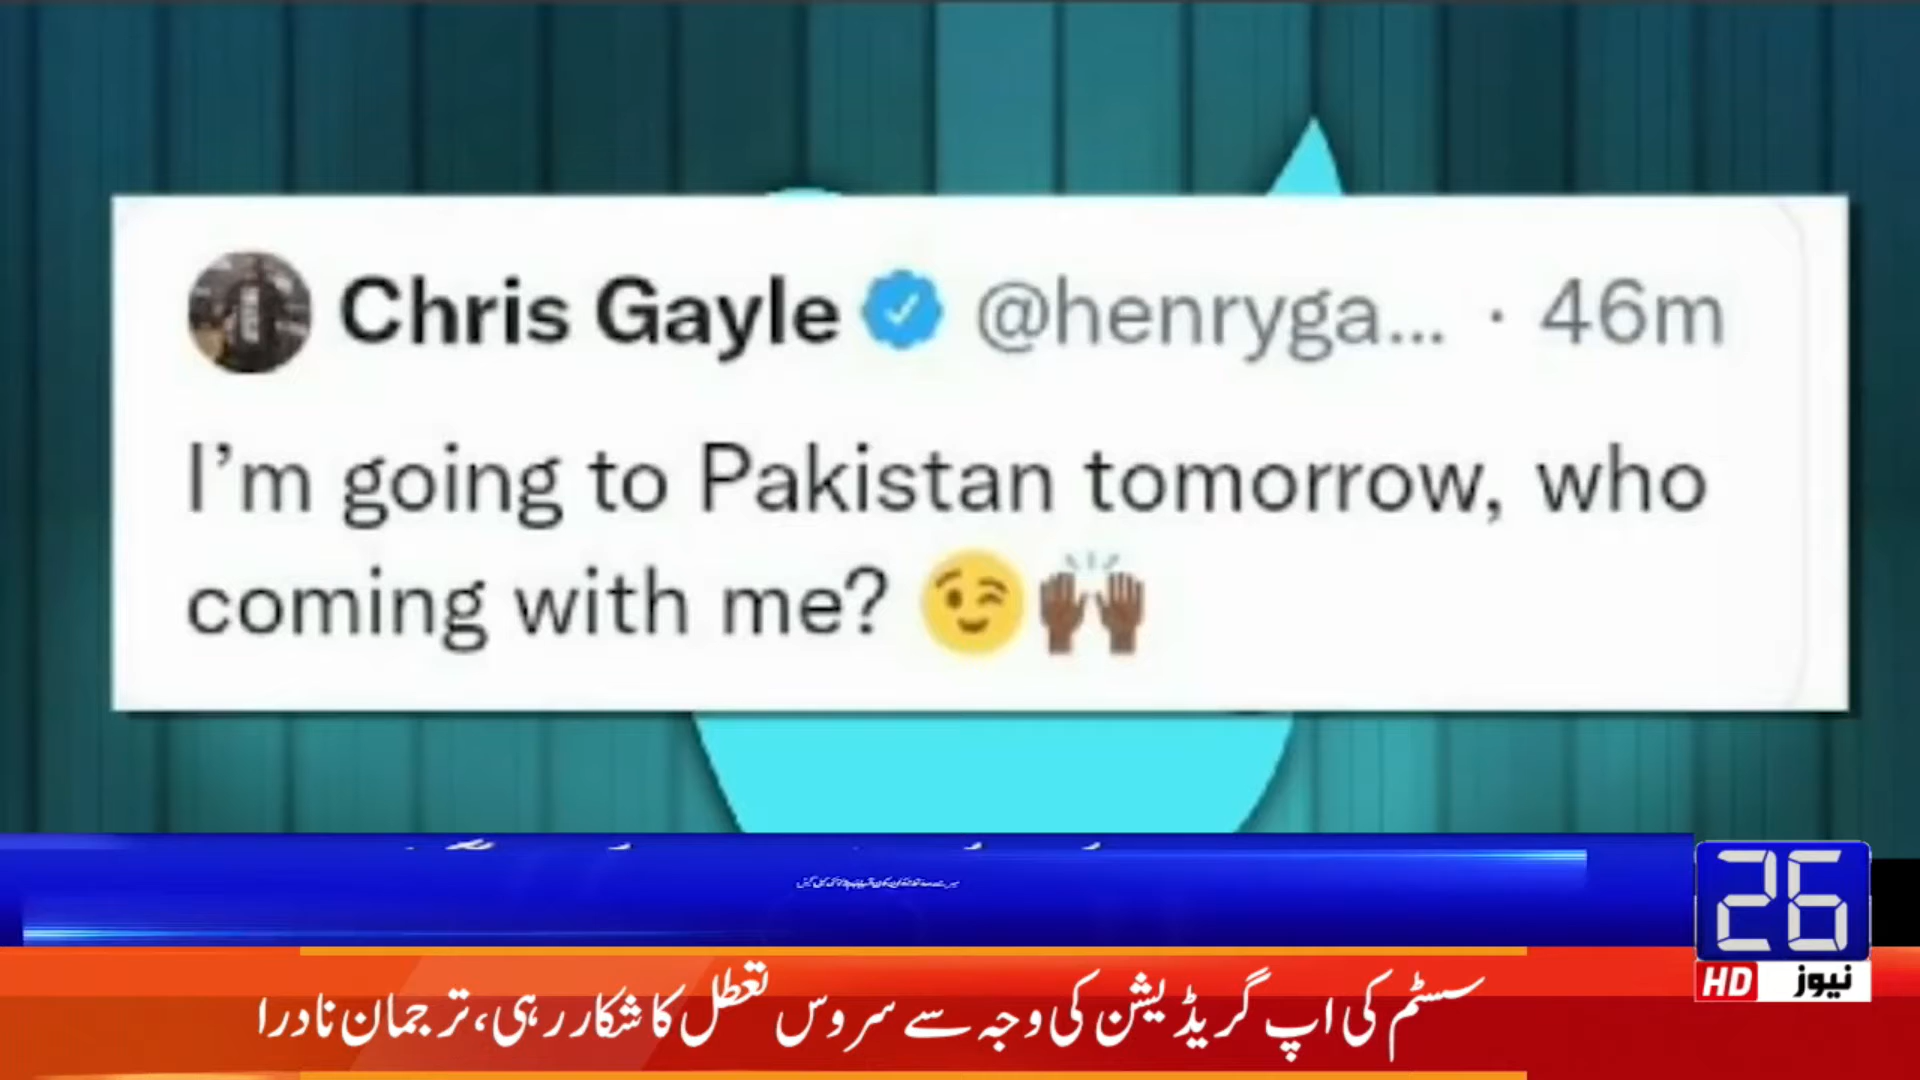 Chris Gayle @henryga... · 46m
I'm going to Pakistan tomorrow, who
coming with me? 😉🙌🏾
26
HD نیوز
سسٹم کی اپ گریڈیشن کی وجہ سے سروس تعطل کا شکار رہی، ترجمان نادرا